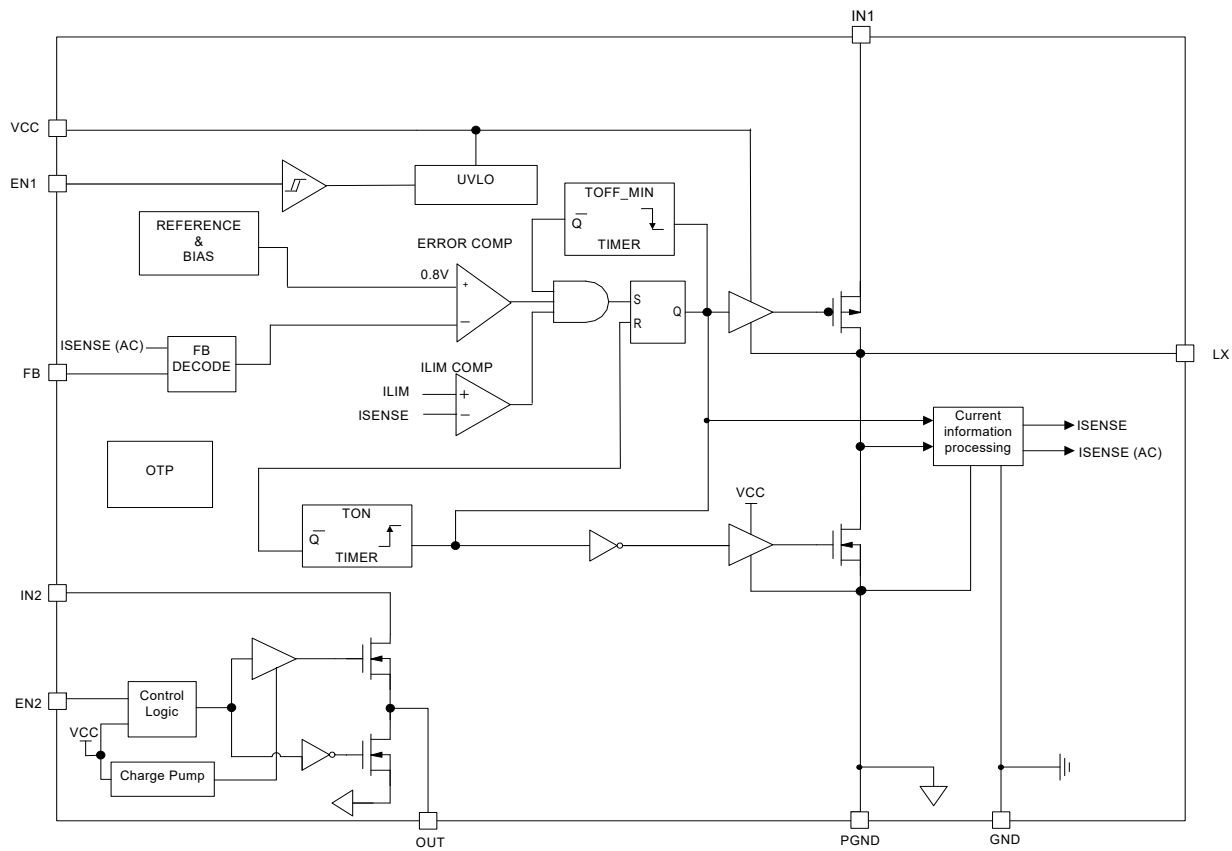 IN1
VCC
EN1
UVLO
TOFF_MIN
Q
TIMER
REFERENCE
&
BIAS
ERROR COMP
0.8V
+
−
S
R
Q
ISENSE (AC)
FB
FB
DECODE
LX
ILIM COMP
ILIM
ISENSE
+
−
Current
information
processing
ISENSE
ISENSE (AC)
OTP
VCC
TON
Q
TIMER
IN2
EN2
Control
Logic
VCC
Charge Pump
OUT
PGND
GND